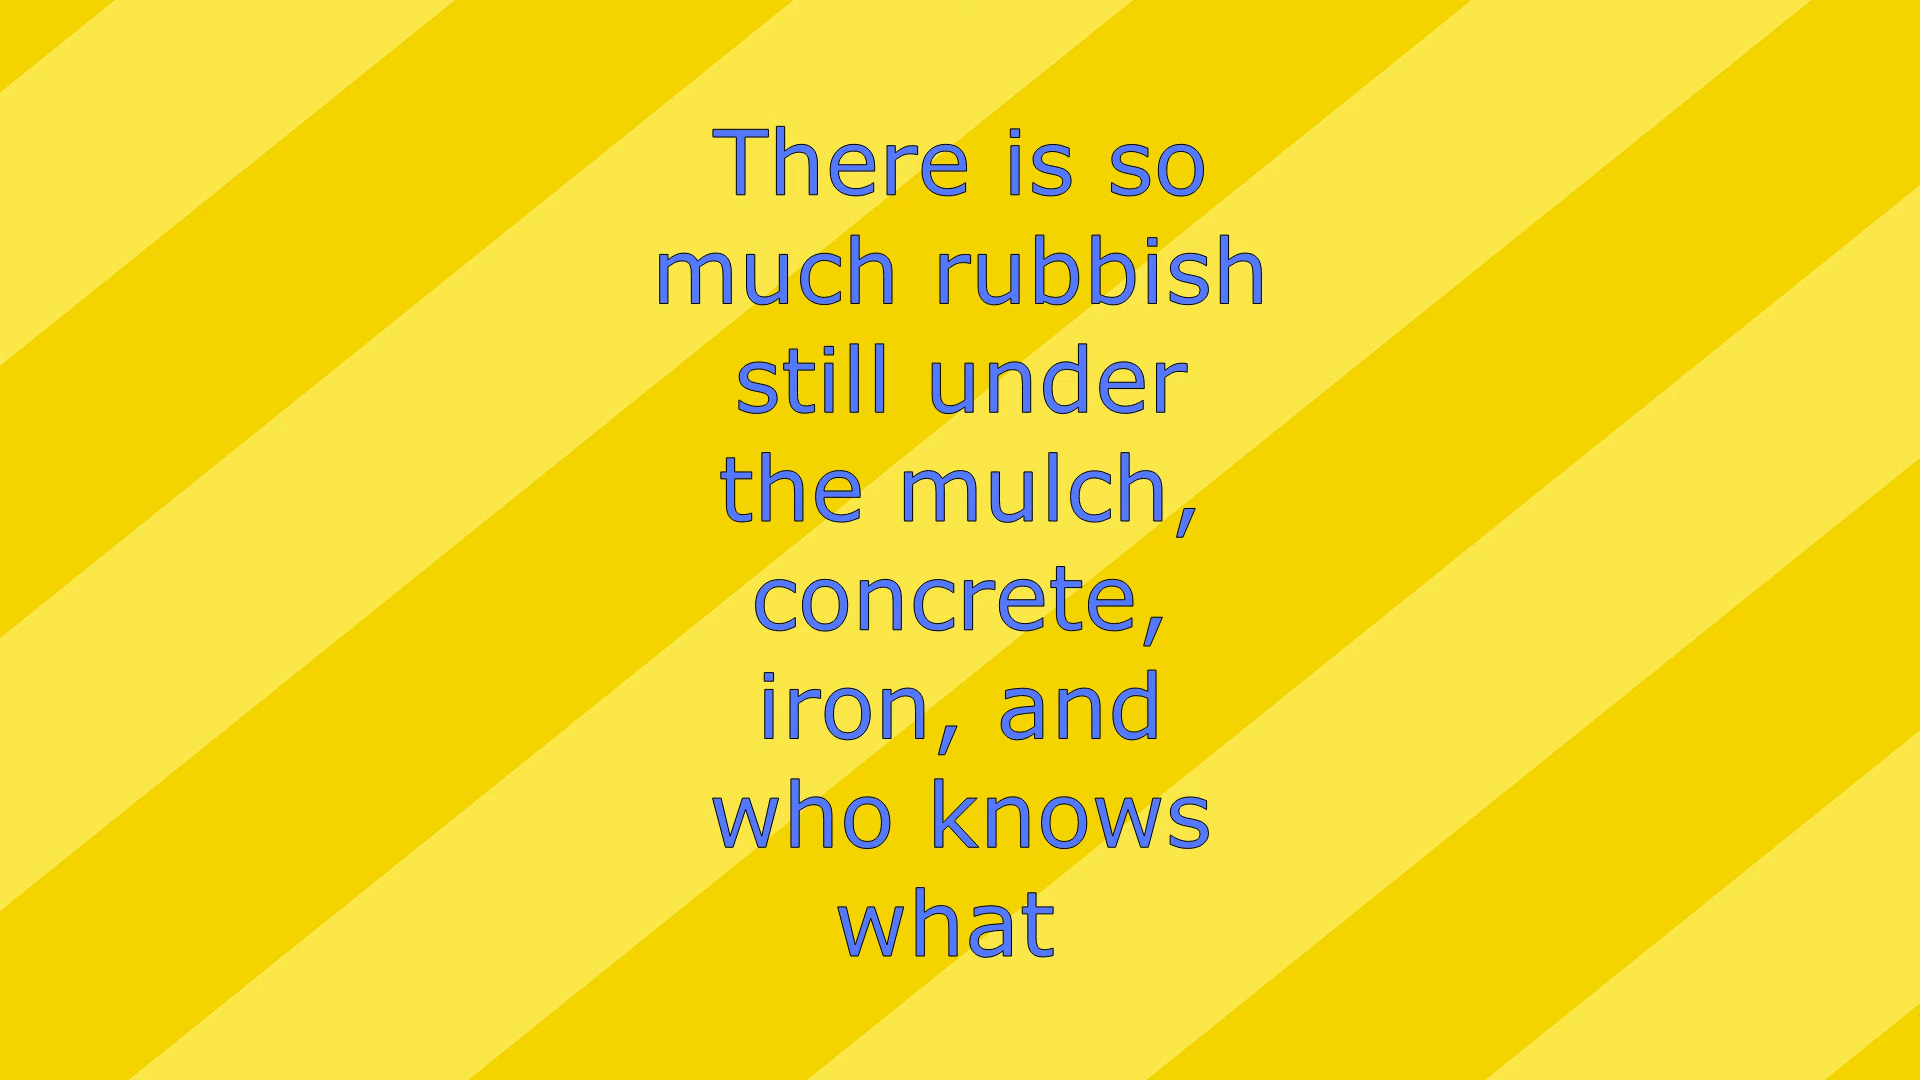 There is so
much rubbish
still under
the mulch,
concrete,
iron, and
who knows
what